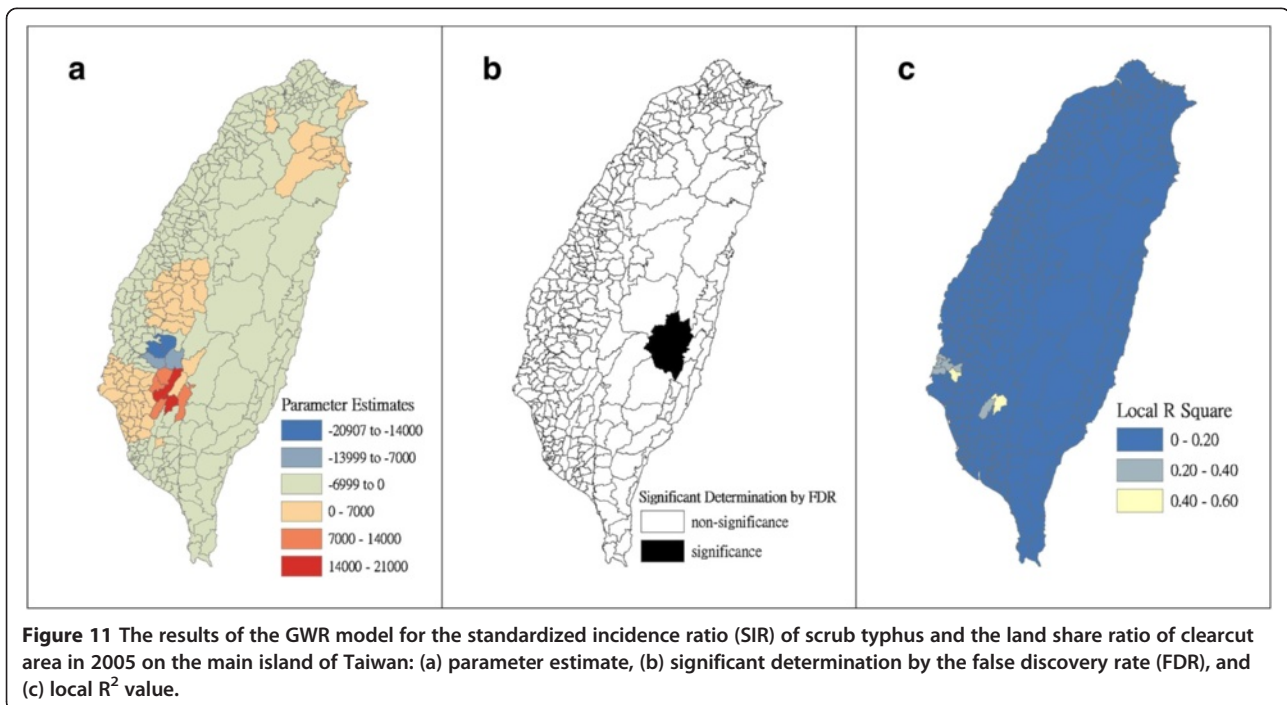 a
Parameter Estimates
-20907 to -14000
-13999 to -7000
-6999 to 0
0 - 7000
7000 - 14000
14000 - 21000
b
Significant Determination by FDR
non-significance
significance
c
Local R Square
0 - 0.20
0.20 - 0.40
0.40 - 0.60
Figure 11 The results of the GWR model for the standardized incidence ratio (SIR) of scrub typhus and the land share ratio of clearcut
area in 2005 on the main island of Taiwan: (a) parameter estimate, (b) significant determination by the false discovery rate (FDR), and
(c) local R² value.